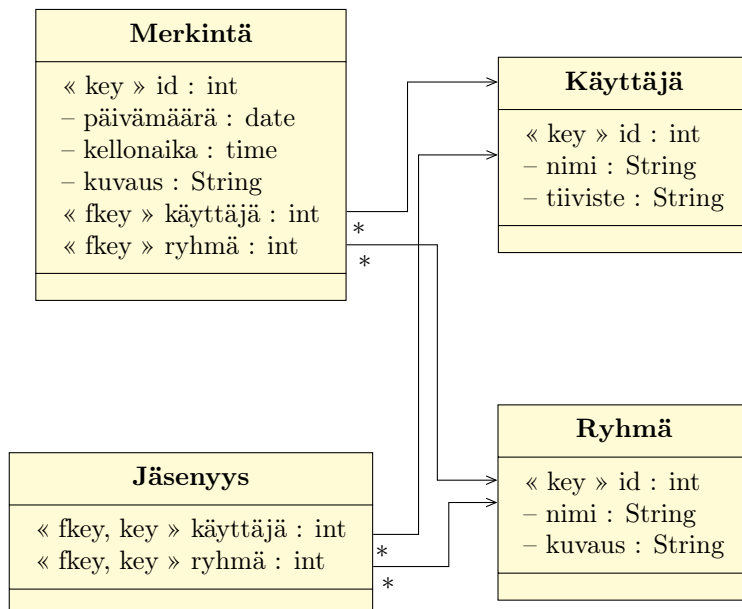 Merkintä
« key » id : int
– päivämäärä : date
– kellonaika : time
– kuvaus : String
« fkey » käyttäjä : int
« fkey » ryhmä : int
*
*
Käyttäjä
« key » id : int
– nimi : String
– tiiviste : String
Jäsenyys
« fkey, key » käyttäjä : int
« fkey, key » ryhmä : int
*
*
Ryhmä
« key » id : int
– nimi : String
– kuvaus : String